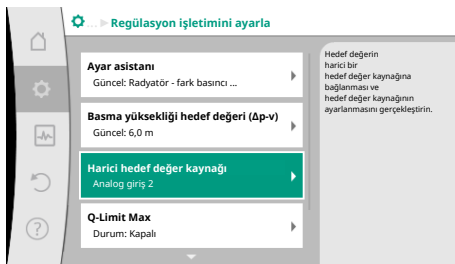 ... Regülasyon işletimini ayarla
Ayar asistanı
Güncel: Radyatör - fark basıncı ...
Basma yüksekliği hedef değeri (Δp-v)
Güncel: 6,0 m
Harici hedef değer kaynağı
Analog giriş 2
Q-Limit Max
Durum: Kapalı
Hedef değerin
harici bir
hedef değer kaynağına
bağlanması ve
hedef değer kaynağının
ayarlanmasını gerçekleştirin.
?